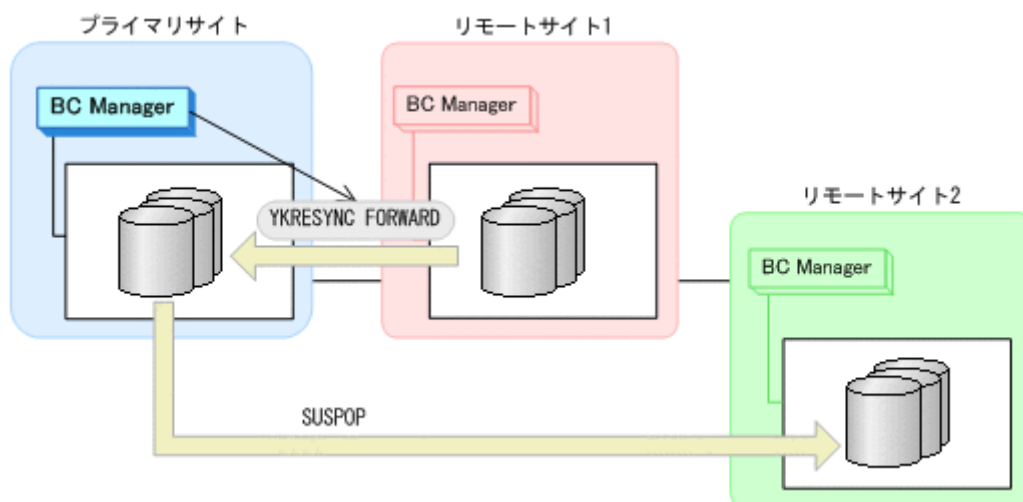 プライマリサイト
リモートサイト1
BC Manager
BC Manager
リモートサイト2
YKRESYNC FORWARD
BC Manager
SUSPOP